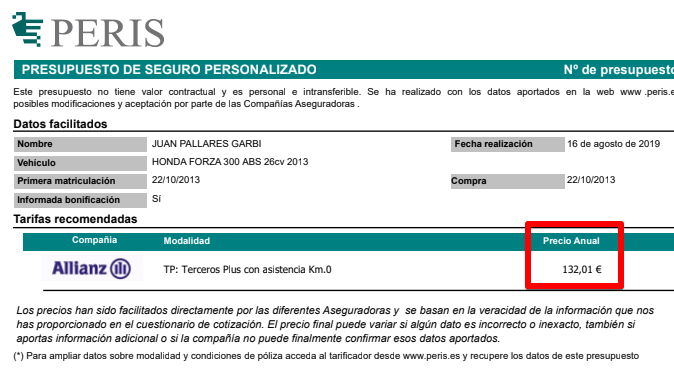 PERIS
PRESUPUESTO DE SEGURO PERSONALIZADO Nº de presupuesto
Este presupuesto no tiene valor contractual y es personal e intransferible. Se ha realizado con los datos aportados en la web www .peris.e
posibles modificaciones y aceptación por parte de las Compañías Aseguradoras .
Datos facilitados
Nombre JUAN PALLARES GARBI Fecha realización 16 de agosto de 2019
Vehículo HONDA FORZA 300 ABS 26cv 2013
Primera matriculación 22/10/2013 Compra 22/10/2013
Informada bonificación Sí
Tarifas recomendadas
Compañia Modalidad Precio Anual
Allianz TP: Terceros Plus con asistencia Km.0 132,01 €
Los precios han sido facilitados directamente por las diferentes Aseguradoras y se basan en la veracidad de la información que nos
has proporcionado en el cuestionario de cotización. El precio final puede variar si algún dato es incorrecto o inexacto, también si
aportas información adicional o si la compañía no puede finalmente confirmar esos datos aportados.
(*) Para ampliar datos sobre modalidad y condiciones de póliza acceda al tarificador desde www.peris.es y recupere los datos de este presupuesto